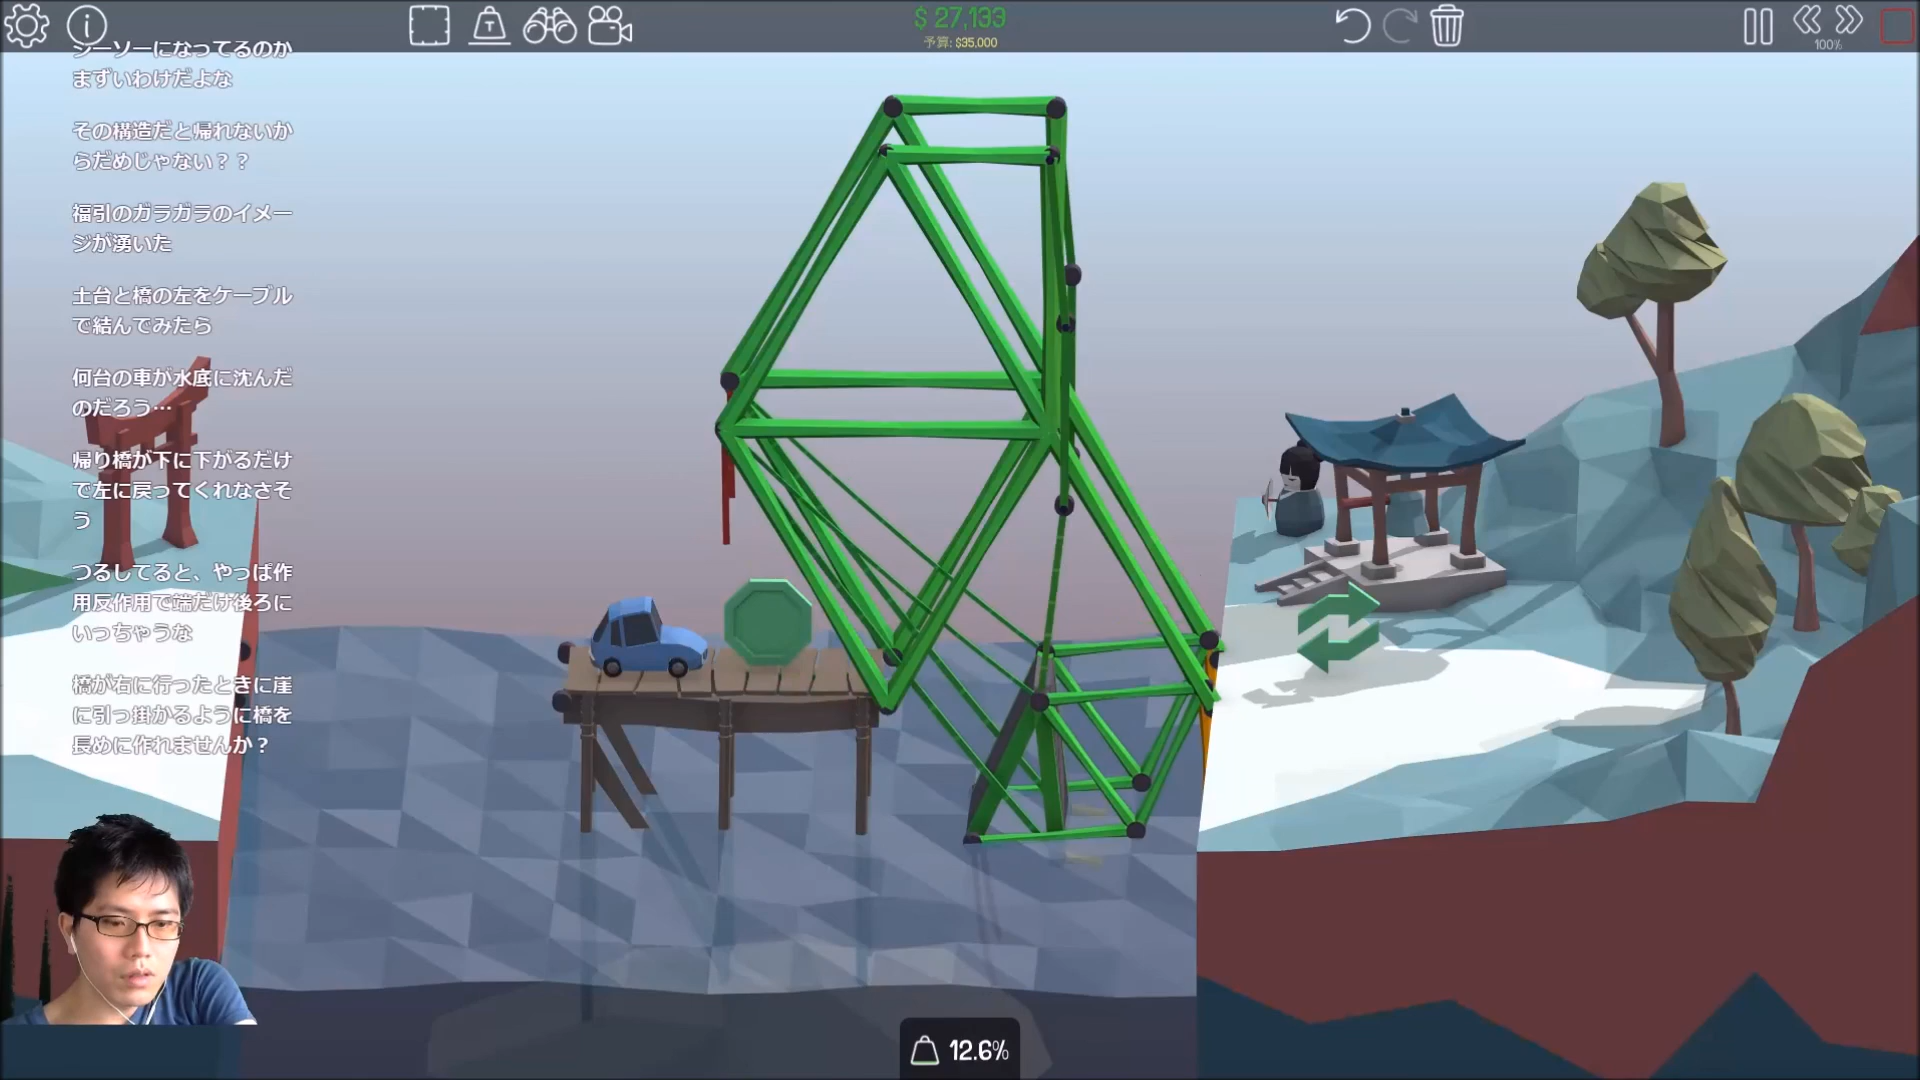 $ 27,133
予算: $35,000
100%
シーソーになってるのか
まずいわけだよな
その構造だと帰れないか
らだめじゃない？？
福引のガラガラのイメー
ジが湧いた
土台と橋の左をケーブル
で結んでみたら
何台の車が水底に沈んだ
のだろう…
帰り橋が下に下がるだけ
で左に戻ってくれなさそ
う
つるしてると、やっぱ作
用反作用で端だけ後ろに
いっちゃうな
橋が右に行ったときに崖
に引っ掛かるように橋を
長めに作れませんか？
12.6%